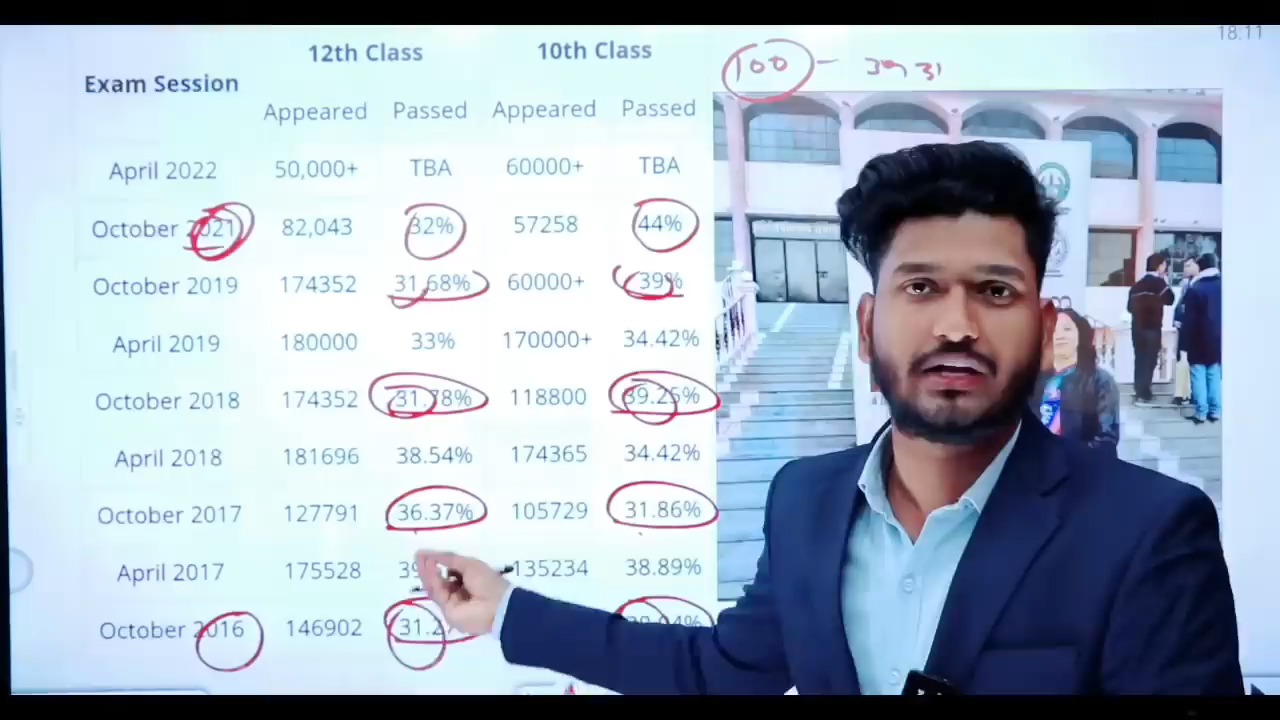 18:11
12th Class 10th Class
Exam Session
Appeared Passed Appeared Passed
April 2022 50,000+ TBA 60000+ TBA
October 2021 82,043 32% 57258 44%
October 2019 174352 31.68% 60000+ 39%
April 2019 180000 33% 170000+ 34.42%
October 2018 174352 31.78% 118800 39.25%
April 2018 181696 38.54% 174365 34.42%
October 2017 127791 36.37% 105729 31.86%
April 2017 175528 135234 38.89%
October 2016 146902
100 - 39 31